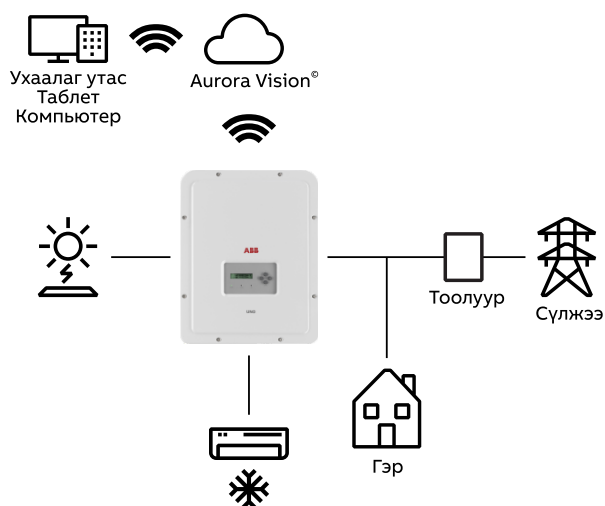 Ухаалаг утас
Таблет
Компьютер
Aurora Vision©
ABB
Тоолуур
Сүлжээ
Гэр